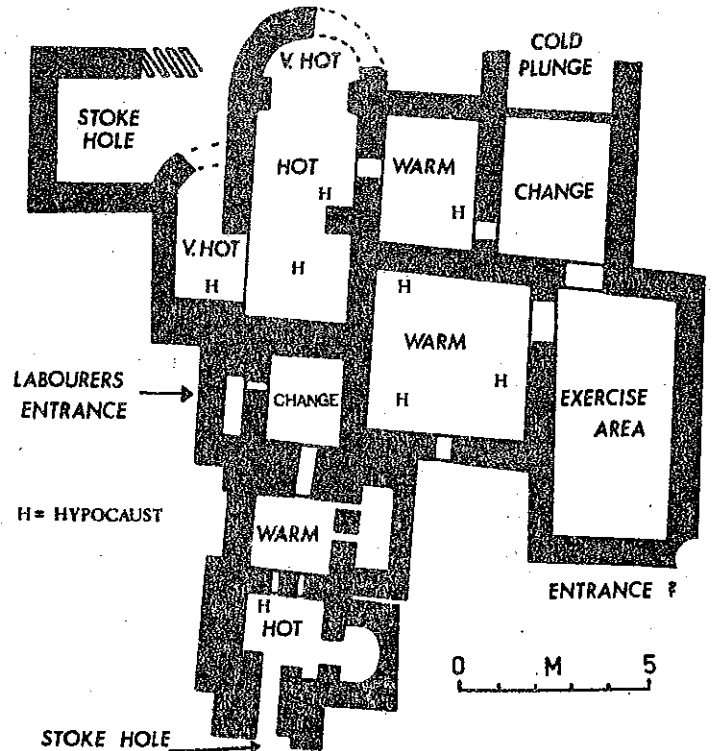 COLD
PLUNGE
V. HOT
STOKE
HOLE
HOT
H
WARM
H
CHANGE
V. HOT
H
H
H
WARM
H
H
LABOURERS
ENTRANCE
CHANGE
EXERCISE
AREA
H = HYPOCAUST
WARM
ENTRANCE ?
H
HOT
0 M 5
STOKE HOLE